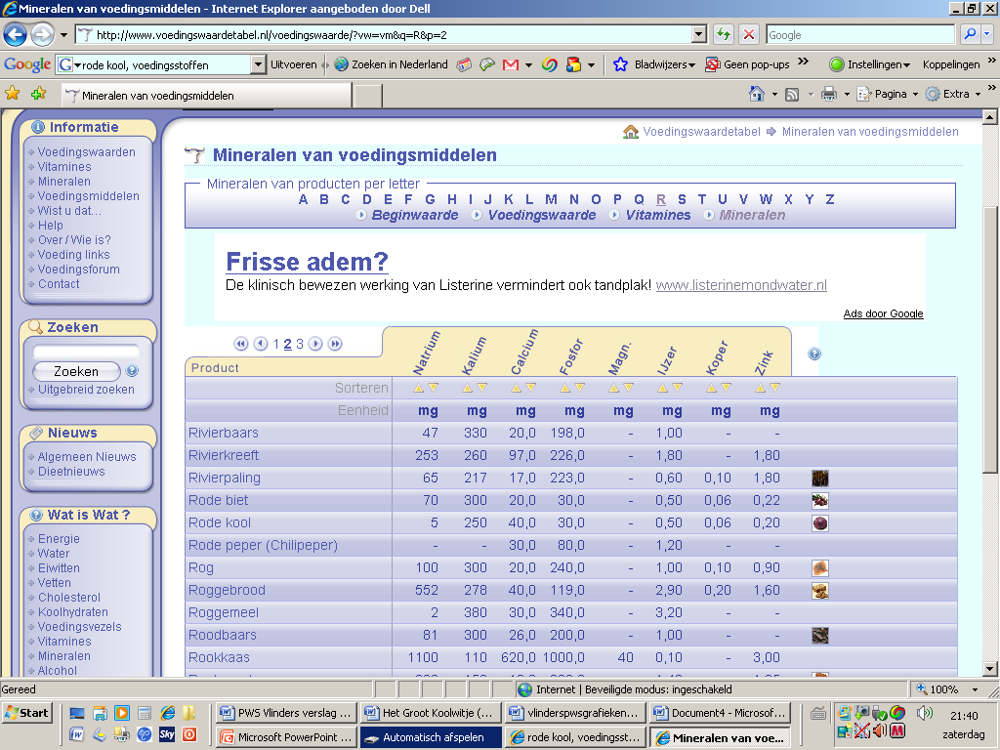 Mineralen van voedingsmiddelen - Internet Explorer aangeboden door Dell
http://www.voedingswaardetabel.nl/voedingswaarde/?vw=vm&q=R&p=2
Google
Google rode kool, voedingsstoffen Uitvoeren Zoeken in Nederland Bladwijzers Geen pop-ups Instellingen Koppelingen
Mineralen van voedingsmiddelen Pagina Extra
Informatie
Voedingswaarden
Vitamines
Mineralen
Voedingsmiddelen
Wist u dat...
Help
Over / Wie is?
Voeding links
Voedingsforum
Contact
Zoeken
Zoeken
Uitgebreid zoeken
Nieuws
Algemeen Nieuws
Dieetnieuws
Wat is Wat ?
Energie
Water
Eiwitten
Vetten
Cholesterol
Koolhydraten
Voedingsvezels
Vitamines
Mineralen
Alcohol
Voedingswaardetabel Mineralen van voedingsmiddelen
Mineralen van voedingsmiddelen
Mineralen van producten per letter
A B C D E F G H I J K L M N O P Q R S T U V W X Y Z
Beginwaarde Voedingswaarde Vitamines Mineralen
Frisse adem?
De klinisch bewezen werking van Listerine vermindert ook tandplak! www.listerinemondwater.nl
Ads door Google
1 2 3
Product Natrium Kalium Calcium Fosfor Magn. IJzer Koper Zink
Sorteren
Eenheid mg mg mg mg mg mg mg mg
Rivierbaars 47 330 20,0 198,0 - 1,00 - -
Rivierkreeft 253 260 97,0 226,0 - 1,80 - 1,80
Rivierpaling 65 217 17,0 223,0 - 0,60 0,10 1,80
Rode biet 70 300 20,0 30,0 - 0,50 0,06 0,22
Rode kool 5 250 40,0 30,0 - 0,50 0,06 0,20
Rode peper (Chilipeper) - - 30,0 80,0 - 1,20 - -
Rog 100 300 20,0 240,0 - 1,00 0,10 0,90
Roggebrood 552 278 40,0 119,0 - 2,90 0,20 1,60
Roggemeel 2 380 30,0 340,0 - 3,20 - -
Roodbaars 81 300 26,0 200,0 - 1,00 - -
Rookkaas 1100 110 620,0 1000,0 40 0,10 - 3,00
Gereed Internet | Beveiligde modus: ingeschakeld 100%
Start PWS Vlinders verslag ... Het Groot Koolwitje (... vlinderspwsgrafieken... Document4 - Microsof... 21:40
Sky Microsoft PowerPoint ... Automatisch afspelen rode kool, voedingsst... Mineralen van voe... zaterdag